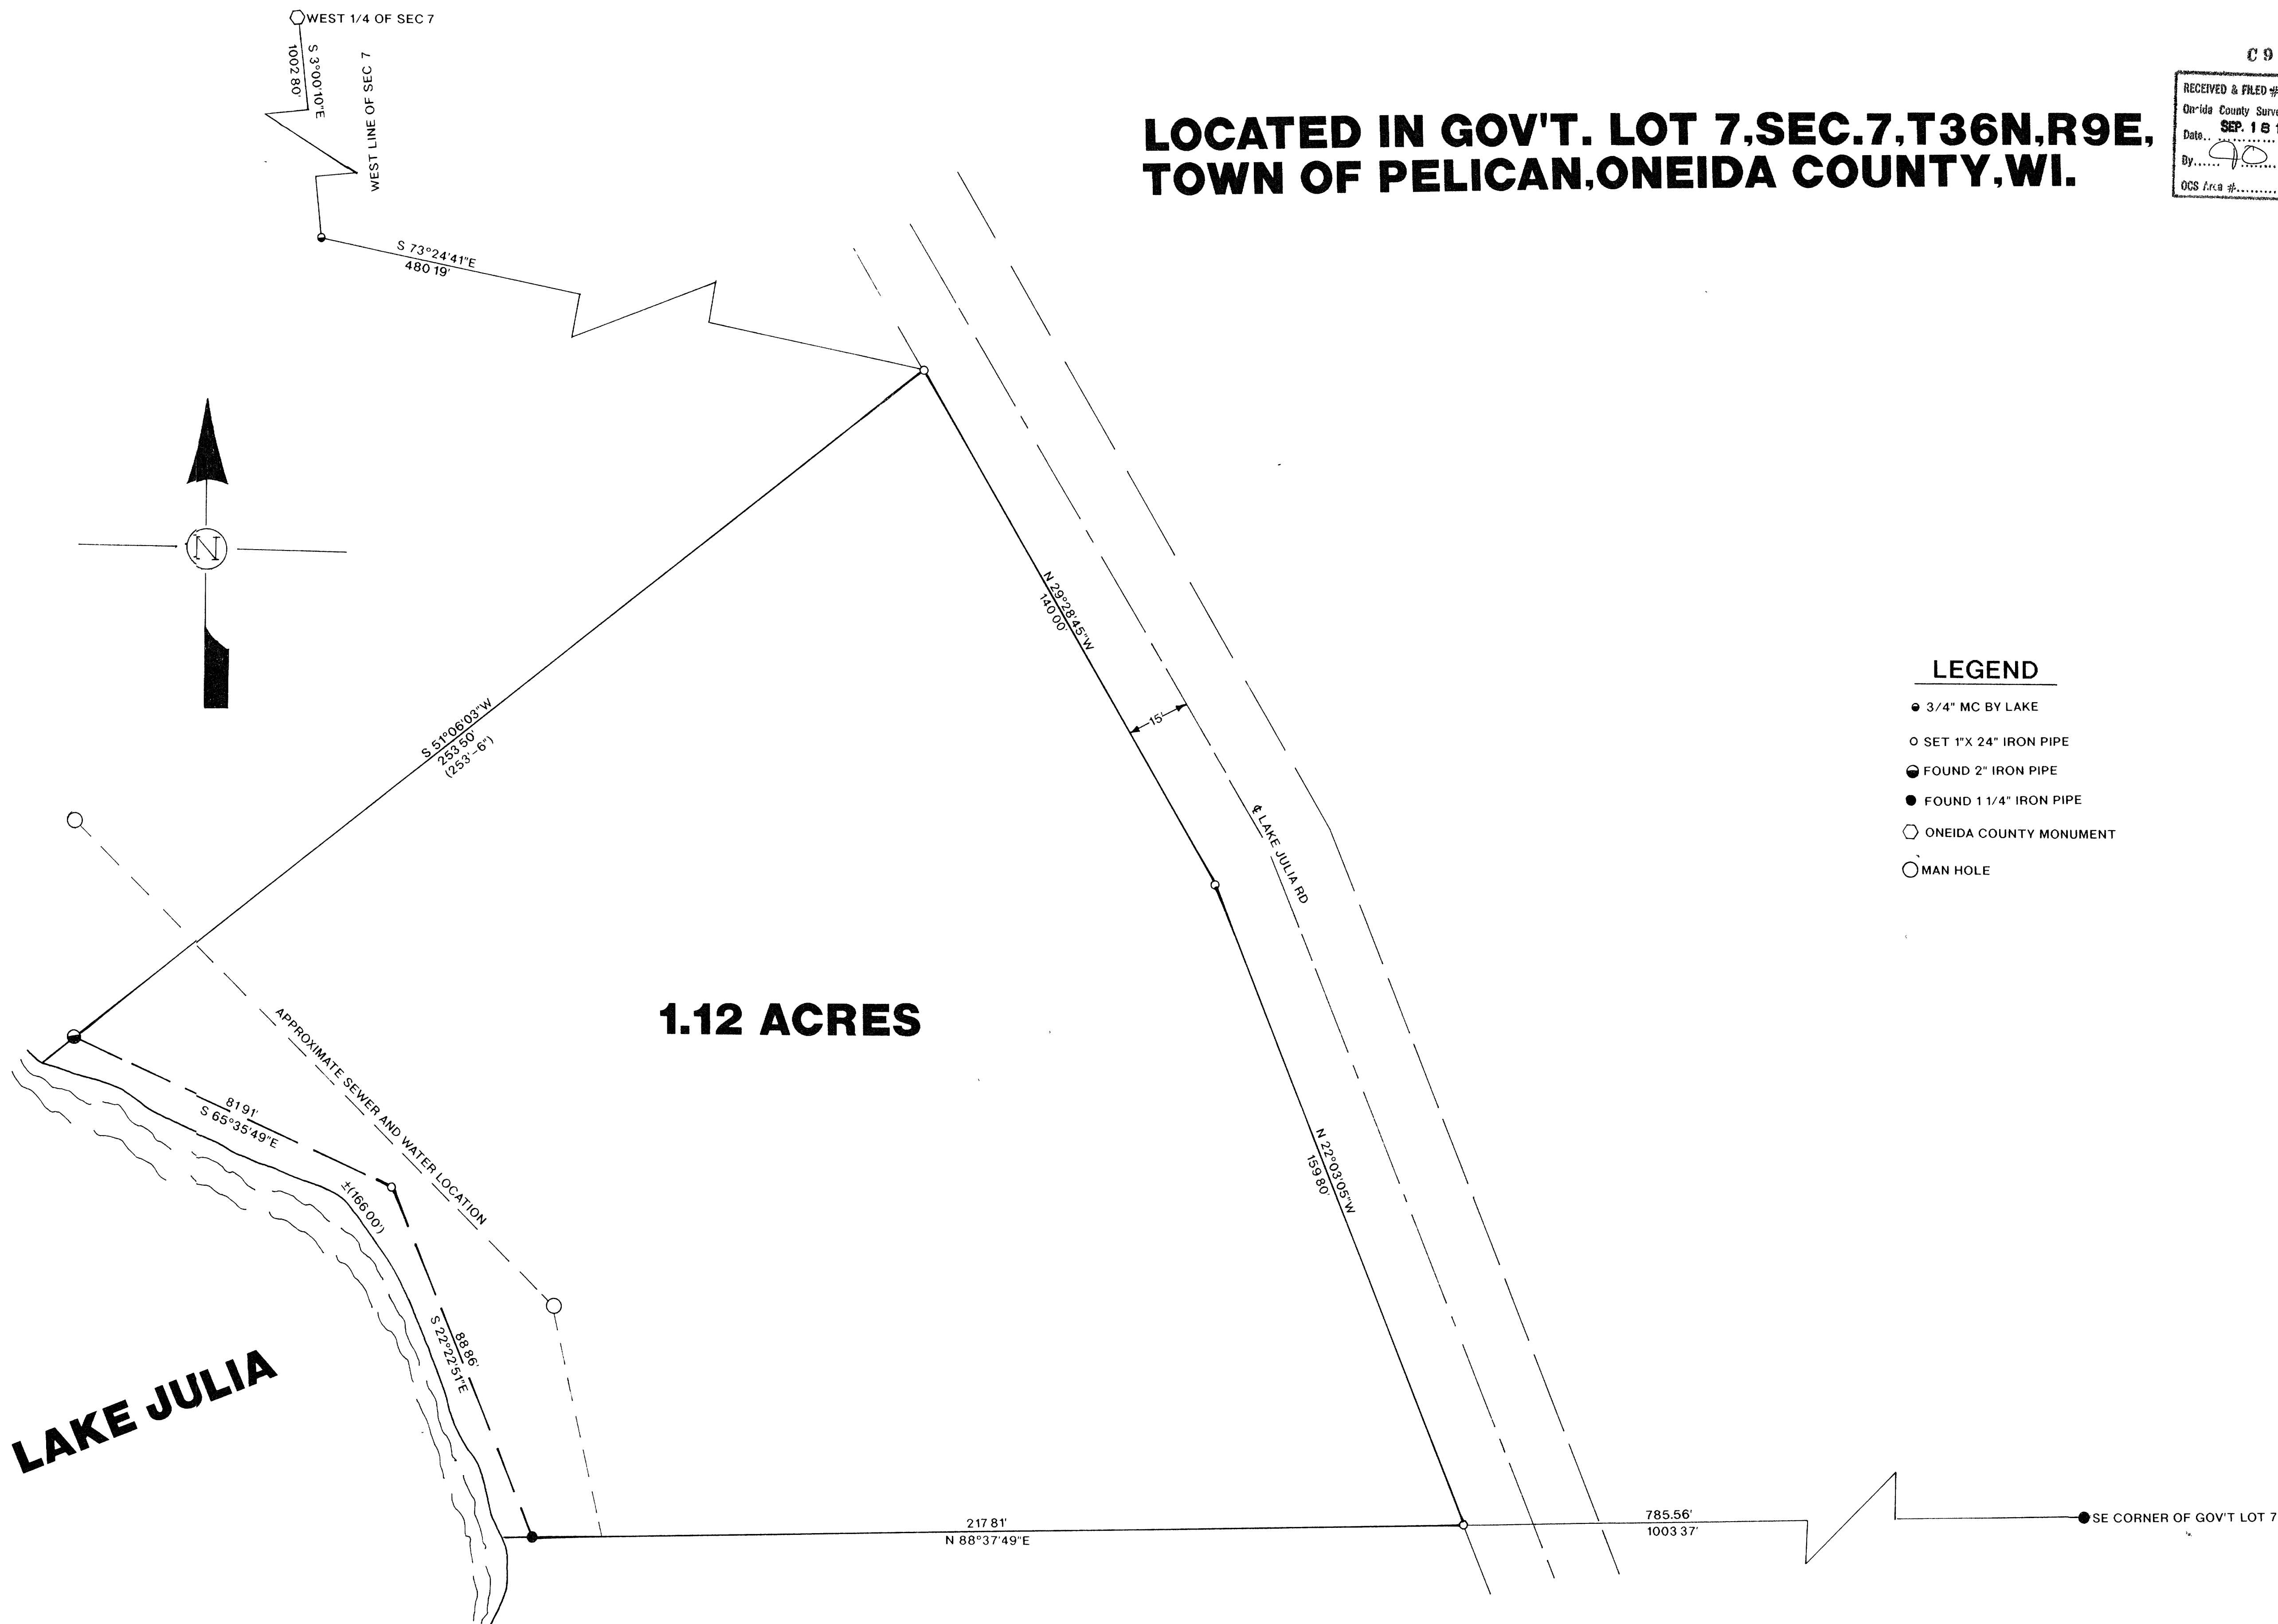 WEST 1/4 OF SEC 7
S 3°00'10"E
1002 80'
WEST LINE OF SEC 7
C 9
RECEIVED & FILED #
Oneida County Surve
Date.. SEP. 18 1
By......
OCS Area #.........
LOCATED IN GOV'T. LOT 7,SEC.7,T36N,R9E,
TOWN OF PELICAN,ONEIDA COUNTY,WI.
S 73°24'41"E
480 19'
N
N 29°28'45"W
140 00'
15'
S 51°06'03"W
253 50'
(253'-6")
LEGEND
3/4" MC BY LAKE
SET 1"X 24" IRON PIPE
FOUND 2" IRON PIPE
FOUND 1 1/4" IRON PIPE
ONEIDA COUNTY MONUMENT
MAN HOLE
℄ LAKE JULIA RD
1.12 ACRES
APPROXIMATE SEWER AND WATER LOCATION
81 91'
S 65°35'49"E
±(166 00')
N 22°03'05"W
159 80'
88 86'
S 22°22'51"E
LAKE JULIA
217 81'
N 88°37'49"E
785.56'
1003 37'
SE CORNER OF GOV'T LOT 7